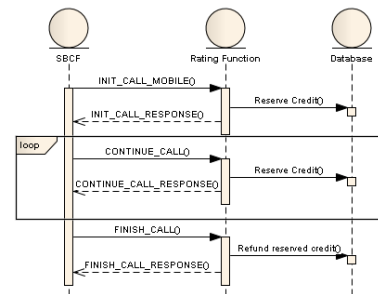 SBCF
Rating Function
Database
INIT_CALL_MOBILE()
Reserve Credit()
INIT_CALL_RESPONSE()
loop
CONTINUE_CALL()
Reserve Credit()
CONTINUE_CALL_RESPONSE()
FINISH_CALL()
Refund reserved credit()
FINISH_CALL_RESPONSE()